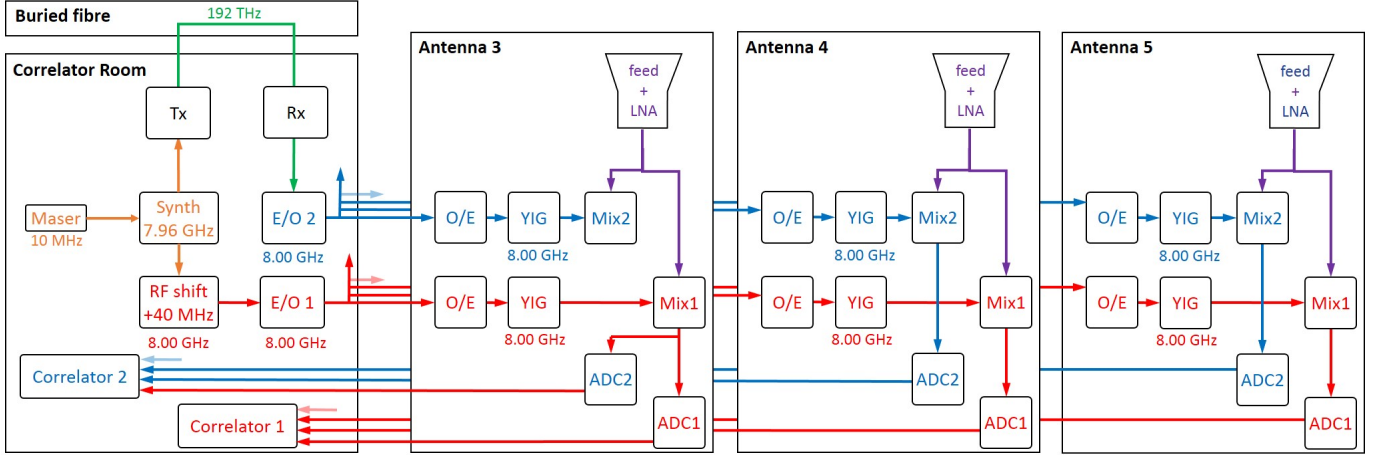 Buried fibre
192 THz
Correlator Room
Tx
Rx
Maser
10 MHz
Synth
7.96 GHz
E/O 2
8.00 GHz
RF shift
+40 MHz
8.00 GHz
E/O 1
8.00 GHz
Correlator 2
Correlator 1
Antenna 3
feed
+
LNA
O/E
YIG
8.00 GHz
Mix2
O/E
YIG
8.00 GHz
Mix1
ADC2
ADC1
Antenna 4
feed
+
LNA
O/E
YIG
8.00 GHz
Mix2
O/E
YIG
8.00 GHz
Mix1
ADC2
ADC1
Antenna 5
feed
+
LNA
O/E
YIG
8.00 GHz
Mix2
O/E
YIG
8.00 GHz
Mix1
ADC2
ADC1